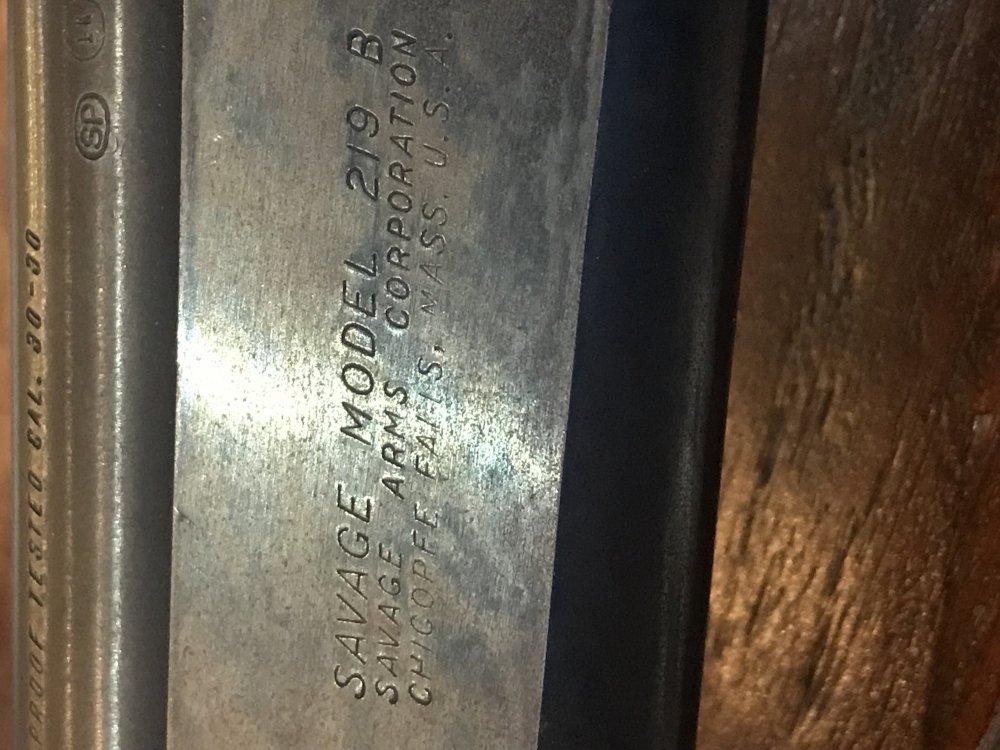 PROOF TESTED CAL. 30-30
SP
SAVAGE MODEL 219 B
SAVAGE ARMS CORPORATION
CHICOPEE FALLS, MASS. U.S.A.